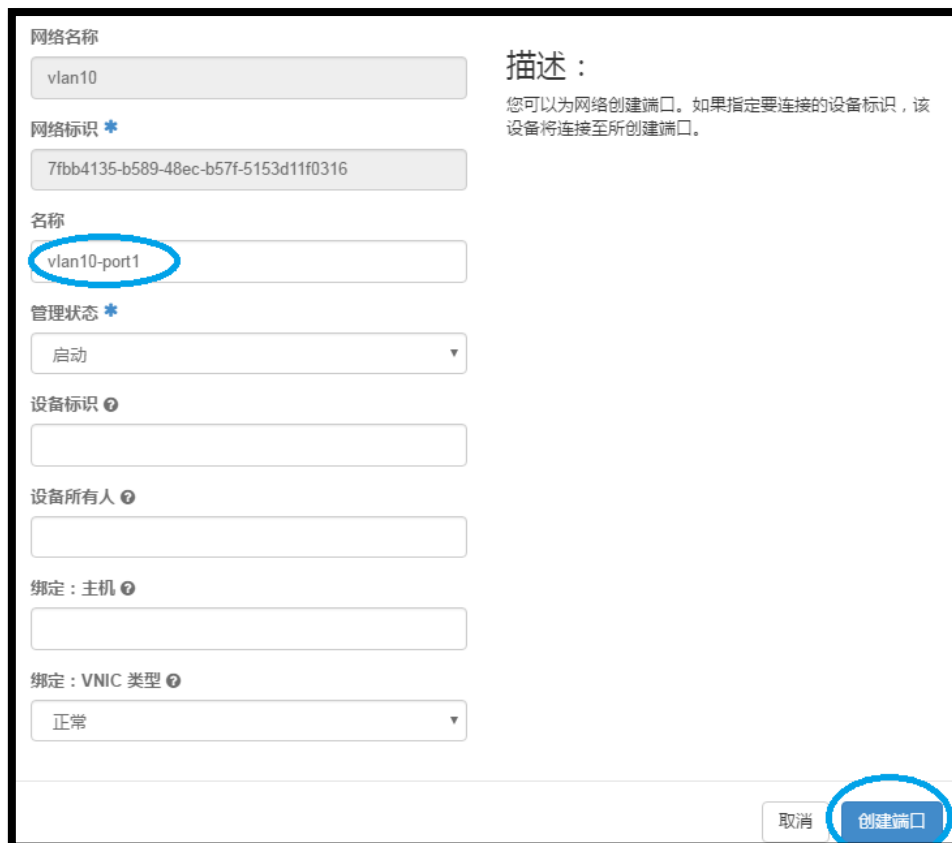 网络名称
vlan10
网络标识 *
7fbb4135-b589-48ec-b57f-5153d11f0316
名称
vlan10-port1
管理状态 *
启动
设备标识
设备所有人
绑定：主机
绑定：VNIC 类型
正常
描述：
您可以为网络创建端口。如果指定要连接的设备标识，该
设备将连接至所创建端口。
取消
创建端口